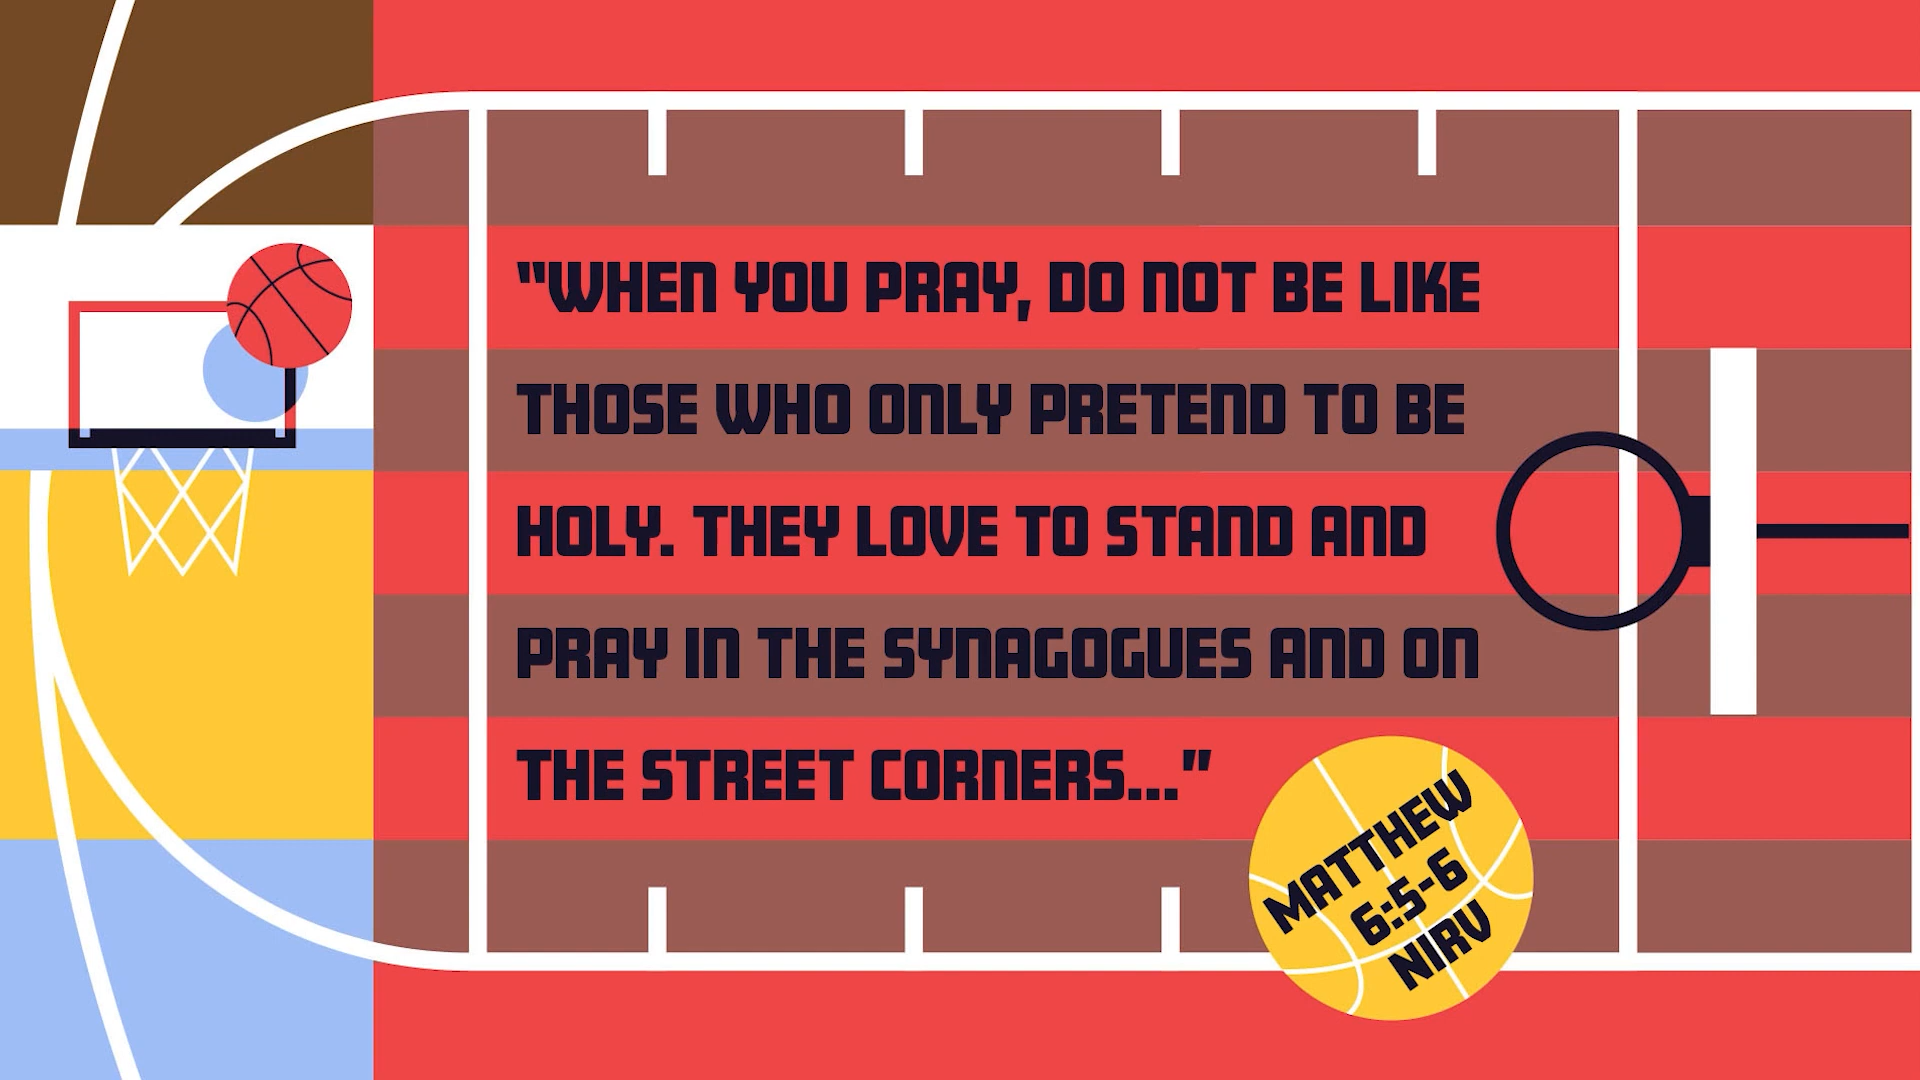 "WHEN YOU PRAY, DO NOT BE LIKE
THOSE WHO ONLY PRETEND TO BE
HOLY. THEY LOVE TO STAND AND
PRAY IN THE SYNAGOGUES AND ON
THE STREET CORNERS..."
MATTHEW
6:5-6
NIRV